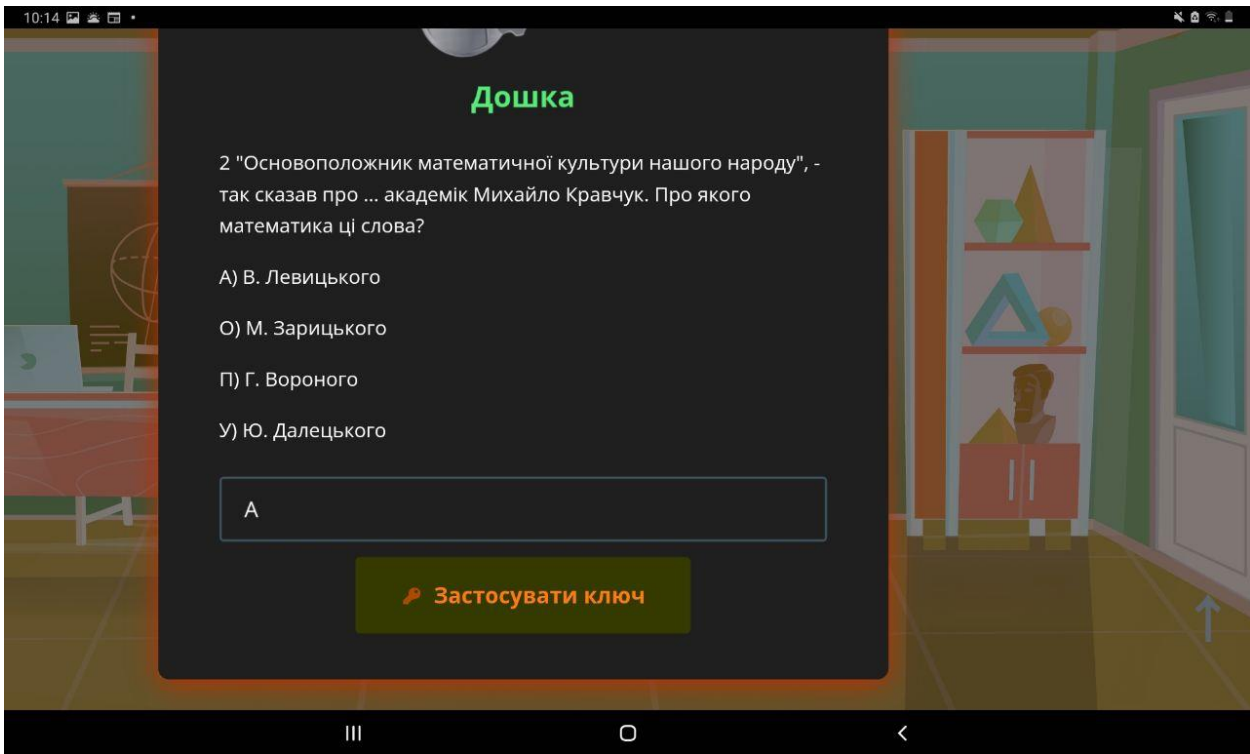 10:14
Дошка
2 "Основоположник математичної культури нашого народу", -
так сказав про ... академік Михайло Кравчук. Про якого
математика ці слова?
А) В. Левицького
О) М. Зарицького
П) Г. Вороного
У) Ю. Далецького
А
Застосувати ключ